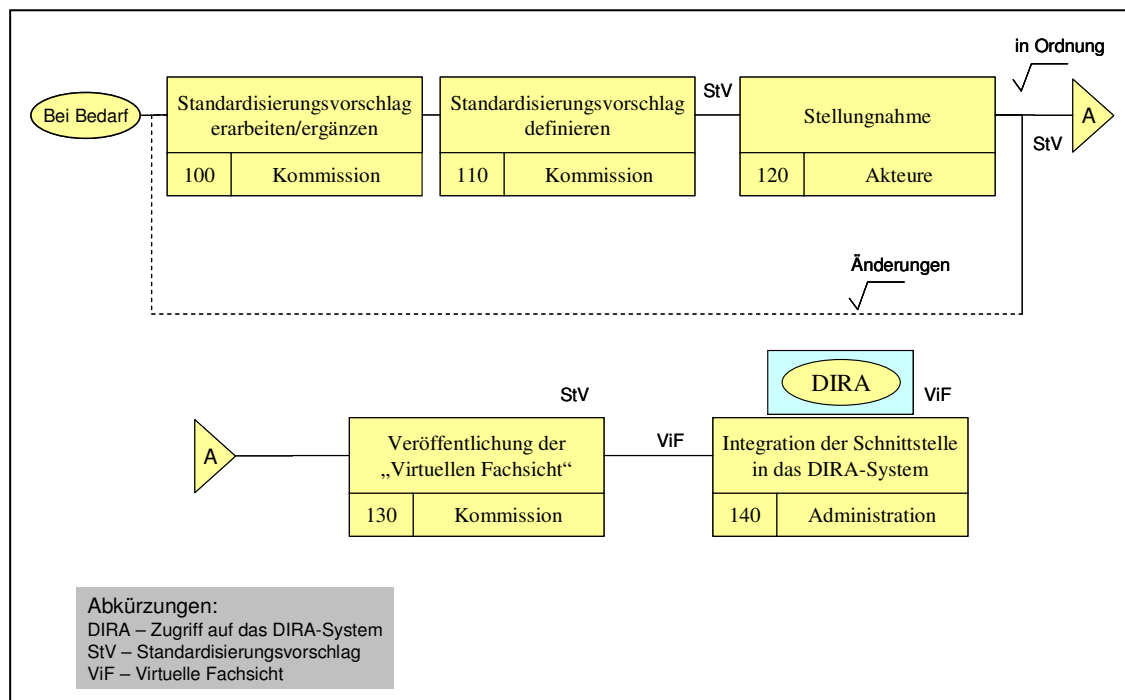 in Ordnung
Bei Bedarf
Standardisierungsvorschlag
erarbeiten/ergänzen
100 Kommission
Standardisierungsvorschlag
definieren
110 Kommission
StV
Stellungnahme
120 Akteure
StV
A
Änderungen
A
StV
Veröffentlichung der
„Virtuellen Fachsicht“
130 Kommission
ViF
DIRA
ViF
Integration der Schnittstelle
in das DIRA-System
140 Administration
Abkürzungen:
DIRA – Zugriff auf das DIRA-System
StV – Standardisierungsvorschlag
ViF – Virtuelle Fachsicht